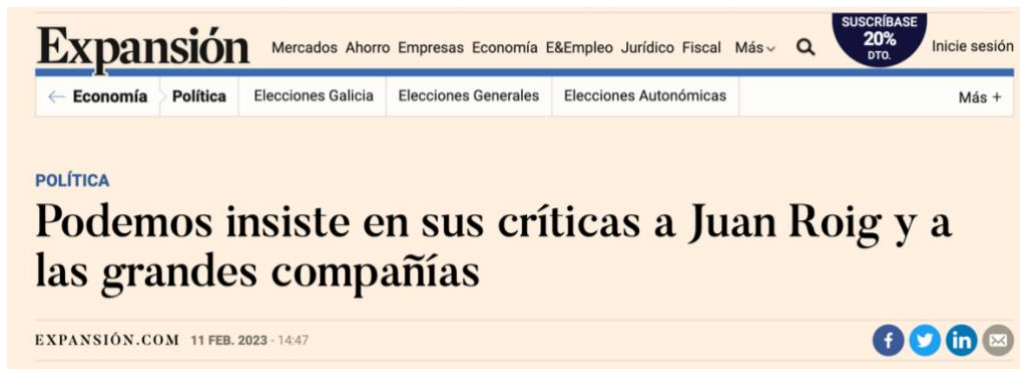 SUSCRÍBASE
20%
DTO.
Expansión Mercados Ahorro Empresas Economía E&Empleo Jurídico Fiscal Más Inicie sesión
← Economía Política Elecciones Galicia Elecciones Generales Elecciones Autonómicas Más +
POLÍTICA
Podemos insiste en sus críticas a Juan Roig y a
las grandes compañías
EXPANSIÓN.COM 11 FEB. 2023 - 14:47